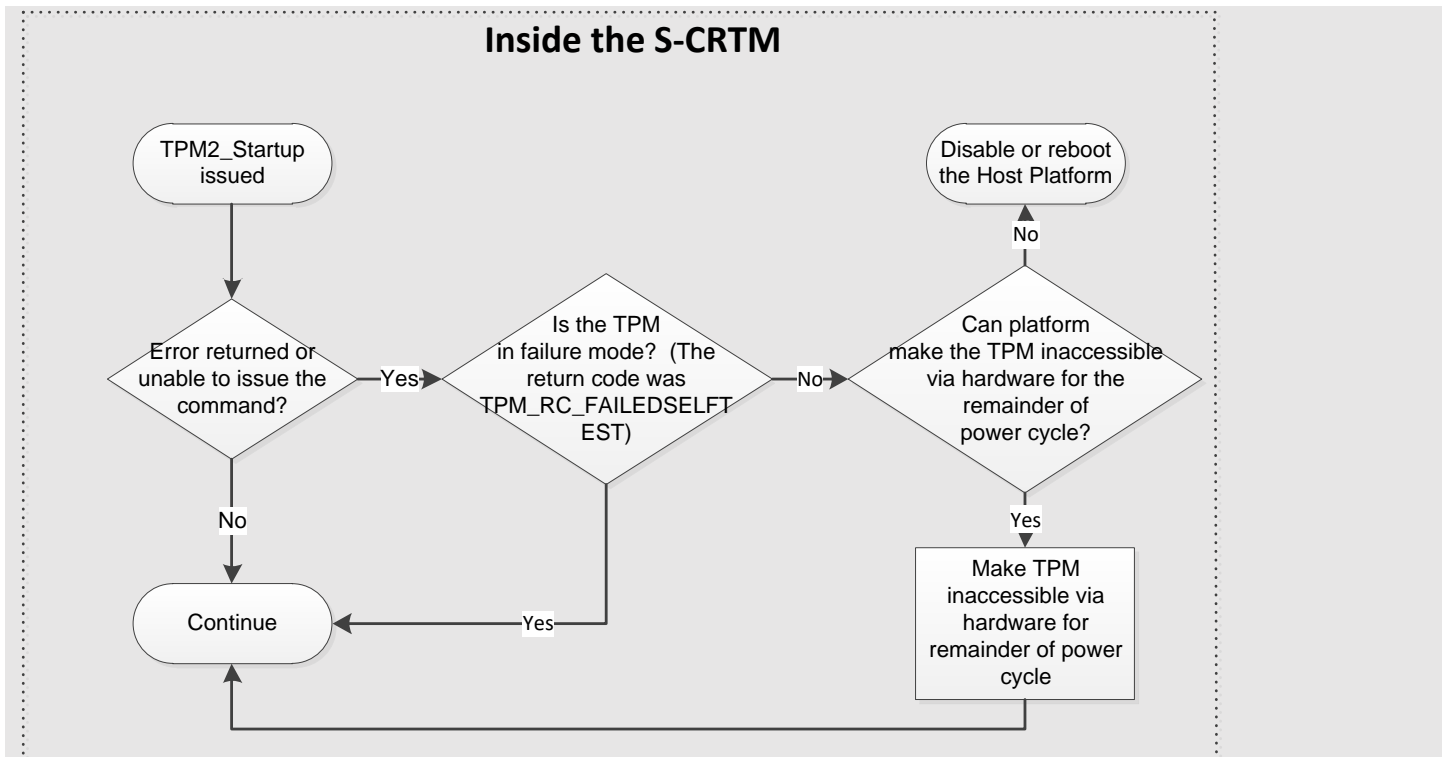 Inside the S-CRTM
TPM2_Startup
issued
Error returned or
unable to issue the
command?
Yes
No
Is the TPM
in failure mode?  (The
return code was
TPM_RC_FAILEDSELFT
EST)
No
Yes
Can platform
make the TPM inaccessible
via hardware for the
remainder of
power cycle?
No
Disable or reboot
the Host Platform
Yes
Make TPM
inaccessible via
hardware for
remainder of power
cycle
Continue